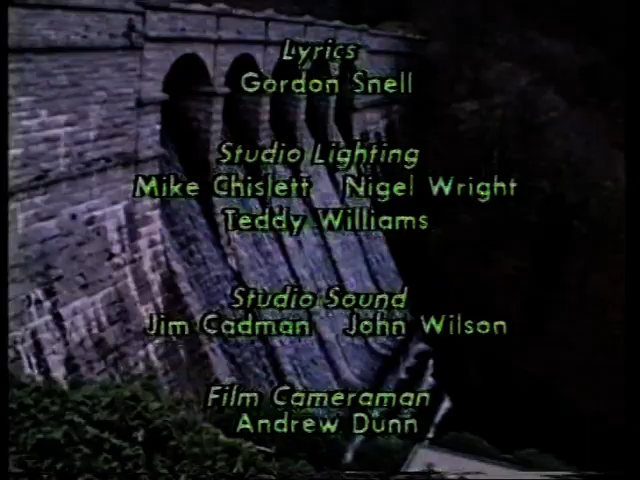 Lyrics
Gordon Snell
Studio Lighting
Mike Chislett Nigel Wright
Teddy Williams
Studio Sound
Jim Cadman John Wilson
Film Cameraman
Andrew Dunn